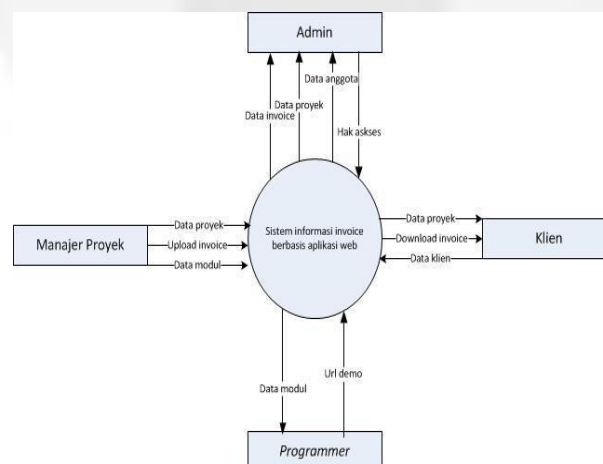 Admin
Data anggota
Data proyek
Data invoice
Hak askses
Manajer Proyek
Data proyek
Upload invoice
Data modul
Sistem informasi invoice
berbasis aplikasi web
Data proyek
Download invoice
Data klien
Klien
Url demo
Data modul
Programmer